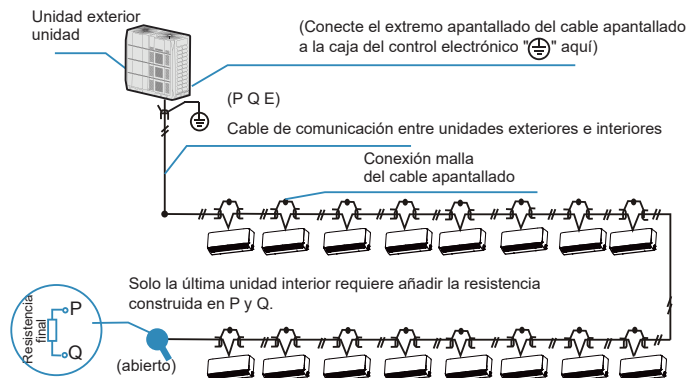 Unidad exterior
unidad
(Conecte el extremo apantallado del cable apantallado
a la caja del control electrónico "⏚" aquí)
(P Q E)
Cable de comunicación entre unidades exteriores e interiores
Conexión malla
del cable apantallado
Solo la última unidad interior requiere añadir la resistencia
construida en P y Q.
Resistencia
final
P
Q
(abierto)